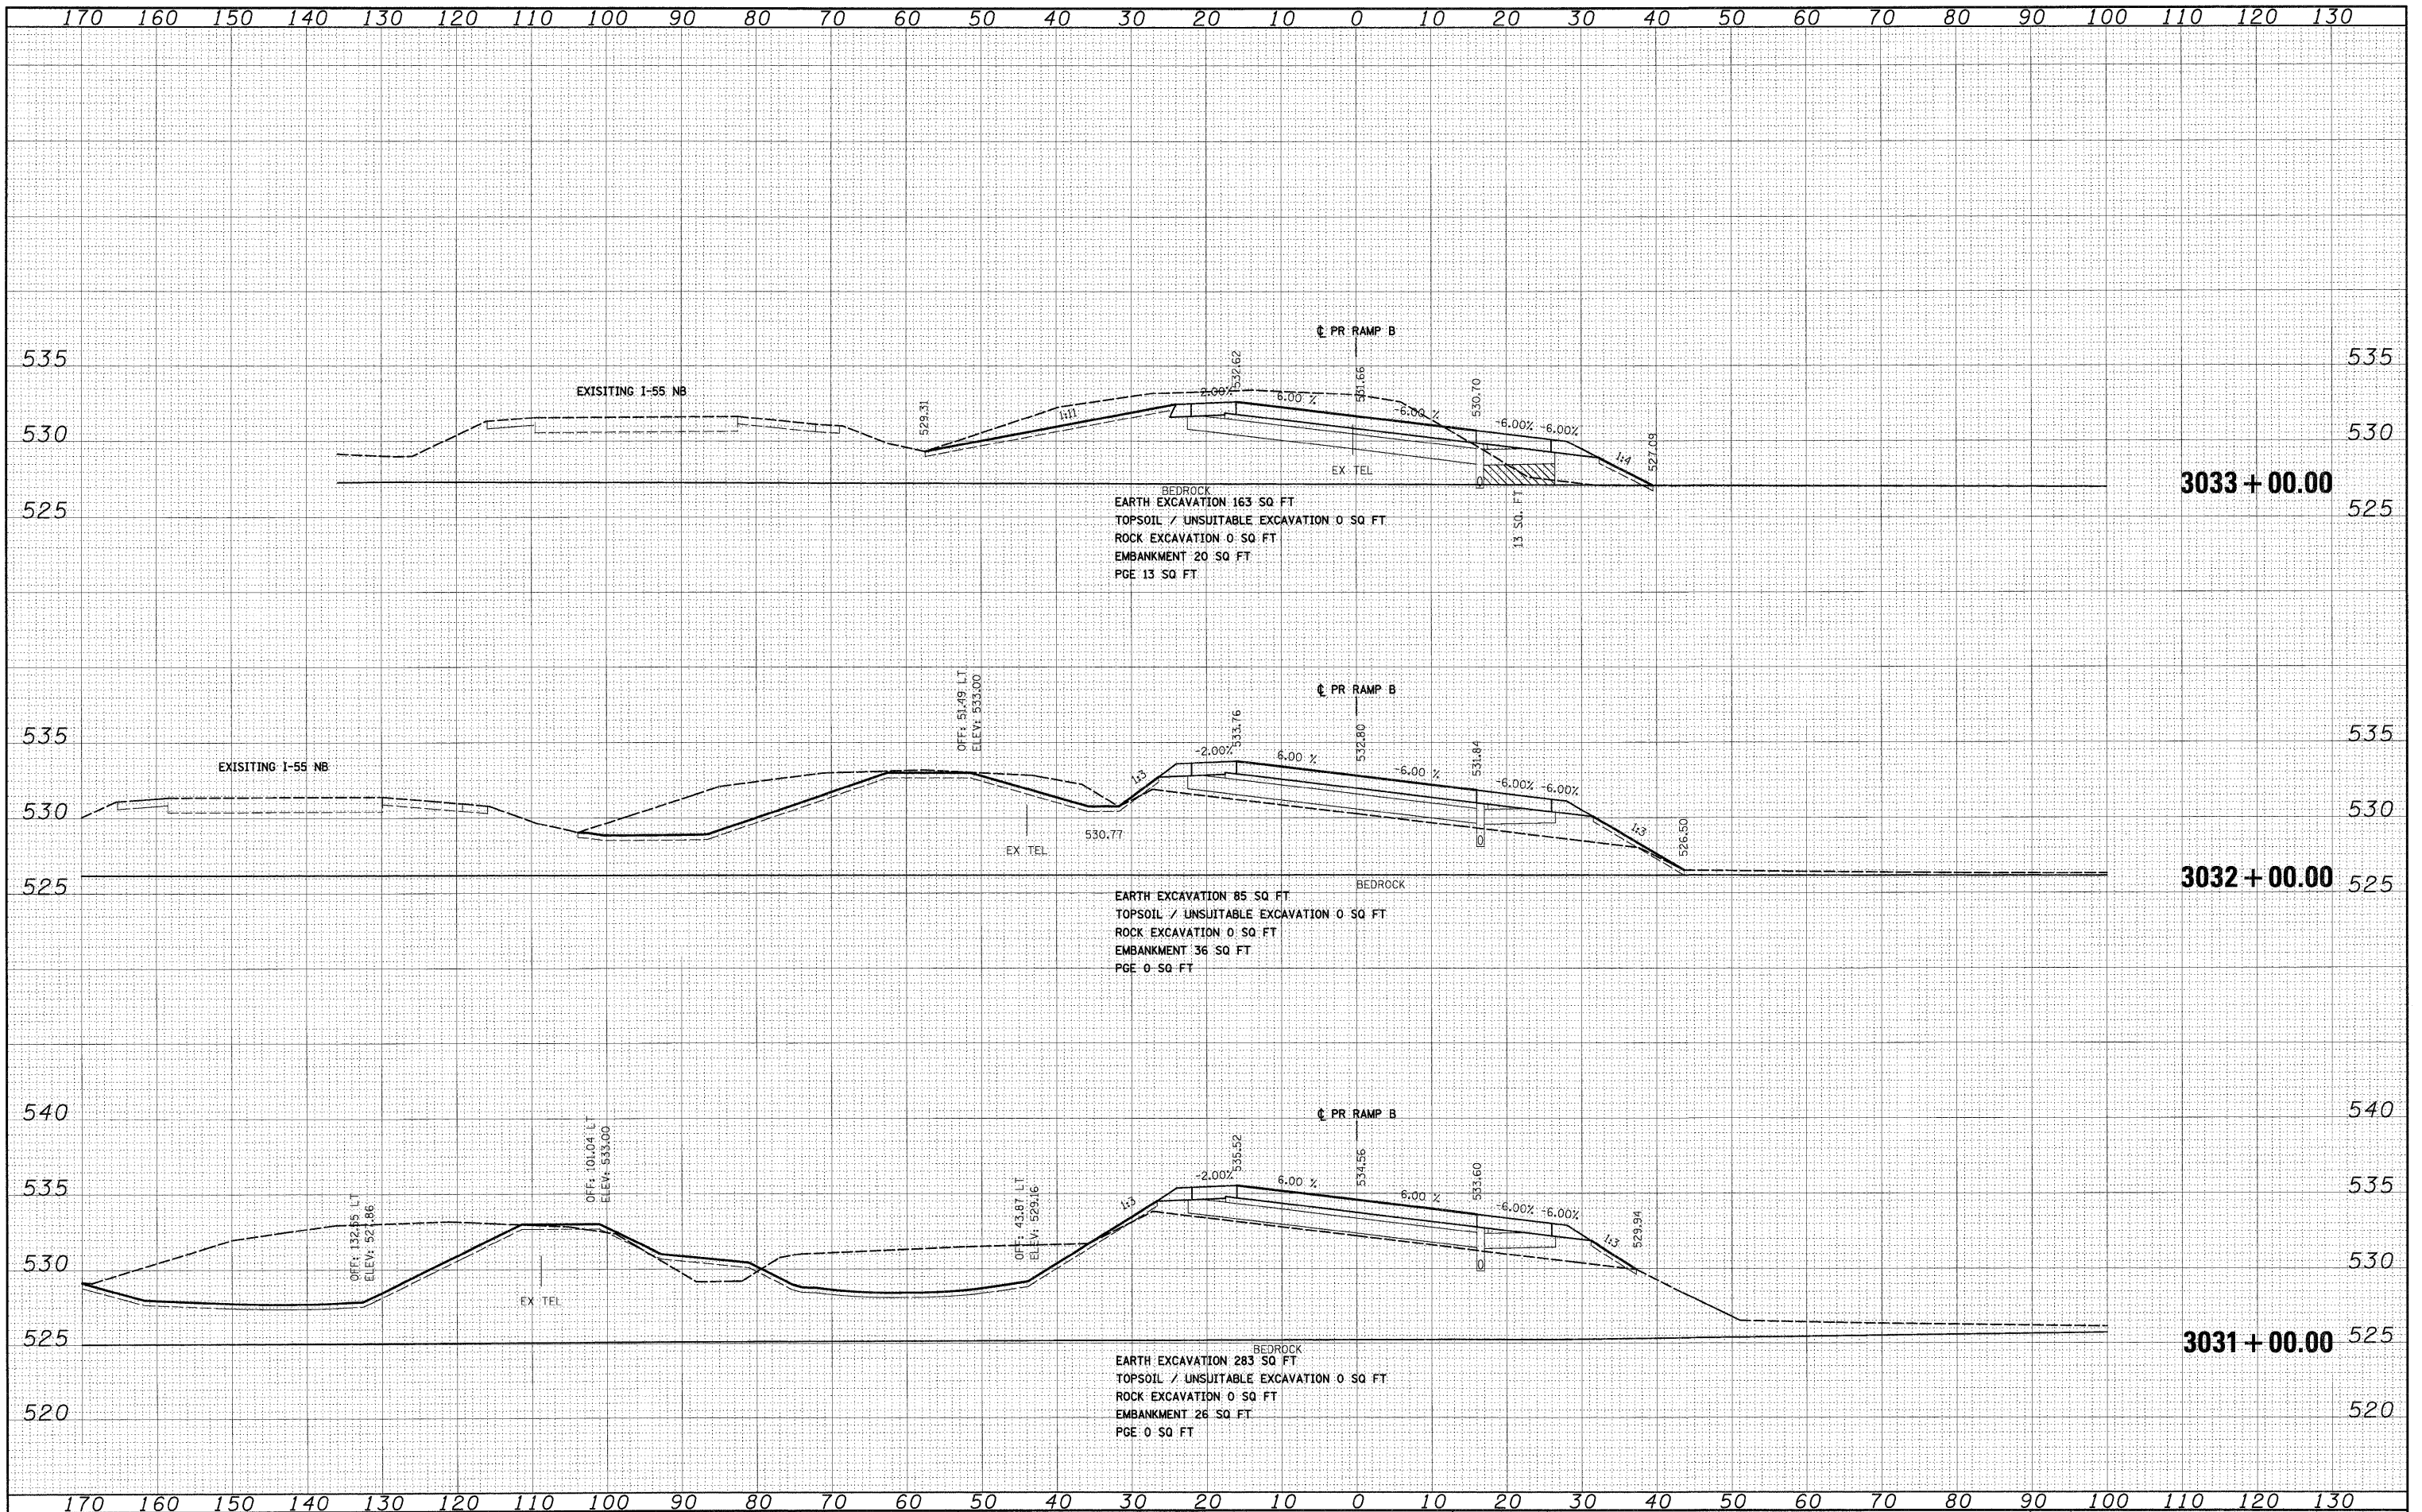 170 160 150 140 130 120 110 100 90 80 70 60 50 40 30 20 10 0 10 20 30 40 50 60 70 80 90 100 110 120 130
℄ PR RAMP B
535 535
EXISITING I-55 NB
529.31
1:11
-2.00%
532.62
6.00 %
531.66
-6.00 %
530.70
-6.00% -6.00%
1:4
527.09
530 530
EX TEL
0
3033 + 00.00
BEDROCK
525 525
13 SQ. FT
EARTH EXCAVATION 163 SQ FT
TOPSOIL / UNSUITABLE EXCAVATION 0 SQ FT
ROCK EXCAVATION 0 SQ FT
EMBANKMENT 20 SQ FT
PGE 13 SQ FT
℄ PR RAMP B
OFF: 51.49 LT
ELEV: 533.00
535 535
EXISITING I-55 NB
1:3
-2.00%
533.76
6.00 %
532.80
-6.00 %
531.84
-6.00% -6.00%
1:3
526.50
530 530
530.77
EX TEL
0
525 525
3032 + 00.00
BEDROCK
EARTH EXCAVATION 85 SQ FT
TOPSOIL / UNSUITABLE EXCAVATION 0 SQ FT
ROCK EXCAVATION 0 SQ FT
EMBANKMENT 36 SQ FT
PGE 0 SQ FT
540 540
℄ PR RAMP B
OFF: 132.55 LT
ELEV: 527.86
OFF: 101.04 LT
ELEV: 533.00
OFF: 43.87 LT
ELEV: 529.16
535 535
1:3
-2.00%
535.52
6.00 %
534.56
6.00 %
533.60
-6.00% -6.00%
1:3
529.94
530 530
EX TEL
0
525 525
3031 + 00.00
BEDROCK
EARTH EXCAVATION 283 SQ FT
TOPSOIL / UNSUITABLE EXCAVATION 0 SQ FT
ROCK EXCAVATION 0 SQ FT
EMBANKMENT 26 SQ FT
PGE 0 SQ FT
520 520
170 160 150 140 130 120 110 100 90 80 70 60 50 40 30 20 10 0 10 20 30 40 50 60 70 80 90 100 110 120 130